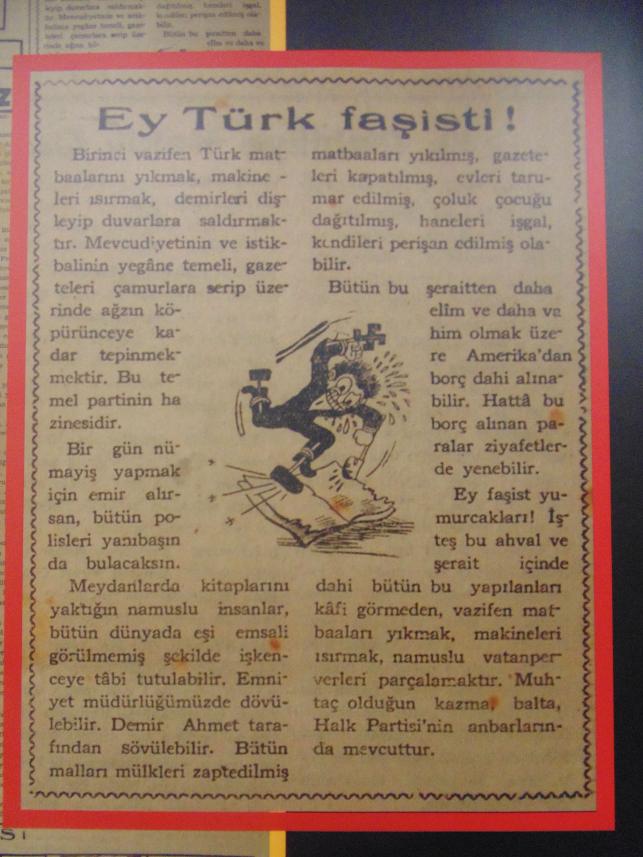 Ey Türk faşisti!
Birinci vazifen Türk mat-
baalarını yıkmak, makine -
leri ısırmak, demirleri diş-
leyip duvarlara saldırmak-
tır. Mevcudiyetinin ve istik-
balinin yegâne temeli, gaze-
teleri çamurlara serip üze-
rinde ağzın kö-
pürünceye ka-
dar tepinmek-
mektir. Bu te-
mel partinin ha
zinesidir.
Bir gün nü-
mayiş yapmak
için emir alır-
san, bütün po-
lisleri yanıbaşın
da bulacaksın.
Meydanlarda kitaplarını
yaktığın namuslu insanlar,
bütün dünyada eşi emsali
görülmemiş şekilde işken-
ceye tâbi tutulabilir. Emni-
yet müdürlüğümüzde dövü-
lebilir. Demir Ahmet tara-
fından sövülebilir. Bütün
malları mülkleri zaptedilmiş
matbaaları yıkılmış, gazete-
leri kapatılmış, evleri taru-
mar edilmiş, çoluk çocuğu
dağıtılmış, haneleri işgal,
kendileri perişan edilmiş ola-
bilir.
Bütün bu şeraitten daha
elîm ve daha va
him olmak üze-
re Amerika'dan
borç dahi alına-
bilir. Hattâ bu
borç alınan pa-
ralar ziyafetler-
de yenebilir.
Ey faşist yu-
murcakları! İş-
teş bu ahval ve
şerait içinde
dahi bütün bu yapılanları
kâfi görmeden, vazifen mat-
baaları yıkmak, makineleri
ısırmak, namuslu vatanper-
verleri parçalamaktır. Muh-
taç olduğun kazma, balta,
Halk Partisi'nin anbarların-
da mevcuttur.